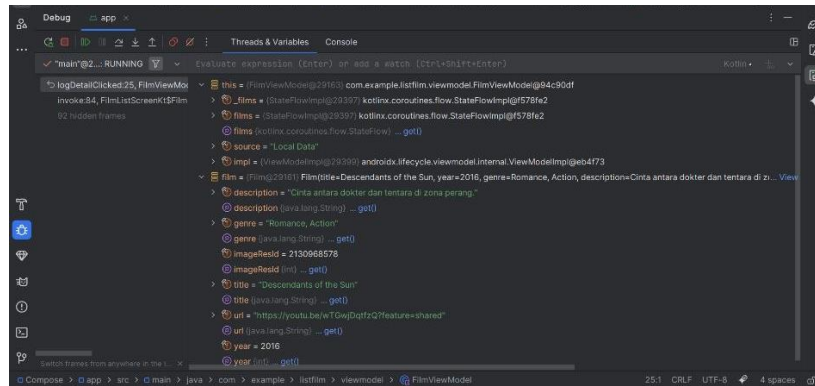 Debug app
Threads & Variables Console
"main"@2...: RUNNING
Evaluate expression (Enter) or add a watch (Ctrl+Shift+Enter)
Kotlin
logDetailClicked:25, FilmViewMod
invoke:84, FilmListScreenKt$Film
92 hidden frames
this = {FilmViewModel@29163} com.example.listfilm.viewmodel.FilmViewModel@94c90df
_films = {StateFlowImpl@29397} kotlinx.coroutines.flow.StateFlowImpl@f578fe2
films = {StateFlowImpl@29397} kotlinx.coroutines.flow.StateFlowImpl@f578fe2
films {kotlinx.coroutines.flow.StateFlow} ... get()
source = "Local Data"
impl = {ViewModelImpl@29399} androidx.lifecycle.viewmodel.internal.ViewModelImpl@eb4f73
film = {Film@29161} Film(title=Descendants of the Sun, year=2016, genre=Romance, Action, description=Cinta antara dokter dan tentara di z... View
description = "Cinta antara dokter dan tentara di zona perang."
description {java.lang.String} ... get()
genre = "Romance, Action"
genre {java.lang.String} ... get()
imageResId = 2130968578
imageResId {int} ... get()
title = "Descendants of the Sun"
title {java.lang.String} ... get()
url = "https://youtu.be/wTGwjDqtfzQ?feature=shared"
url {java.lang.String} ... get()
year = 2016
year {int} ... get()
Switch frames from anywhere in the I...
Compose > app > src > main > java > com > example > listfilm > viewmodel > FilmViewModel
25:1 CRLF UTF-8 4 spaces